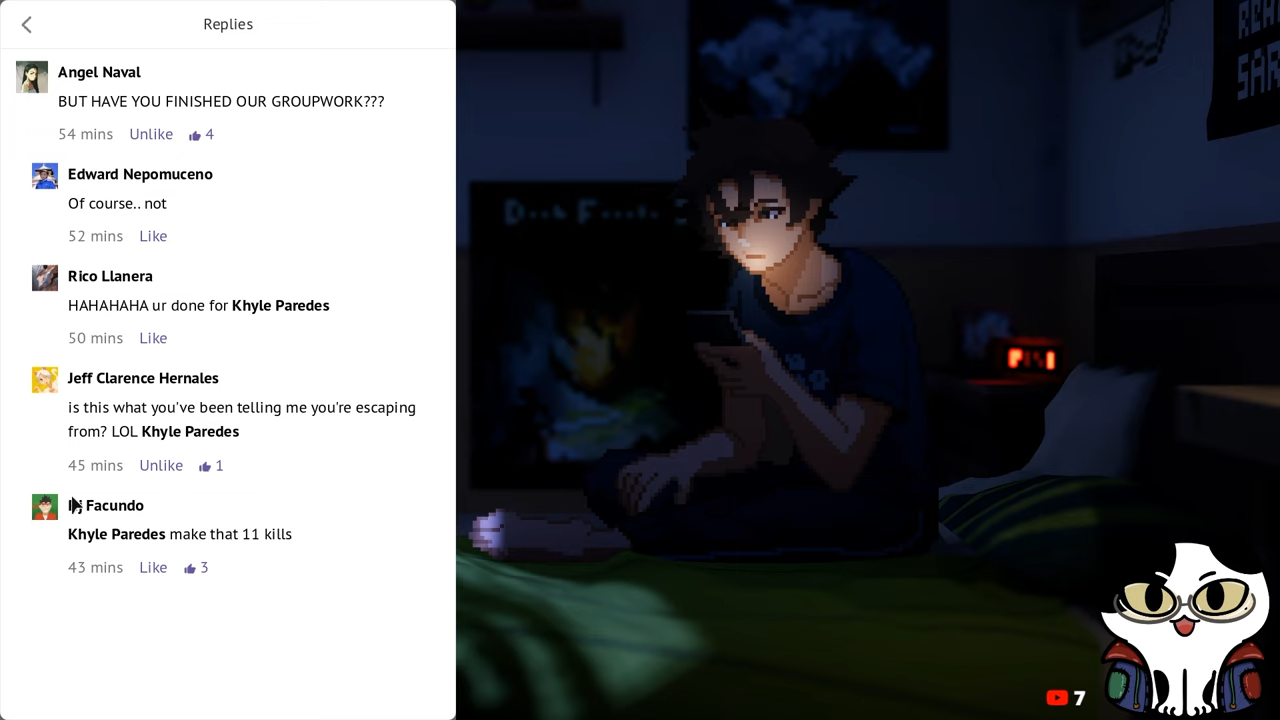 Replies
Angel Naval
BUT HAVE YOU FINISHED OUR GROUPWORK???
54 mins Unlike 4
Edward Nepomuceno
Of course.. not
52 mins Like
Rico Llanera
HAHAHAHA ur done for Khyle Paredes
50 mins Like
Jeff Clarence Hernales
is this what you've been telling me you're escaping
from? LOL Khyle Paredes
45 mins Unlike 1
Facundo
Khyle Paredes make that 11 kills
43 mins Like 3
7